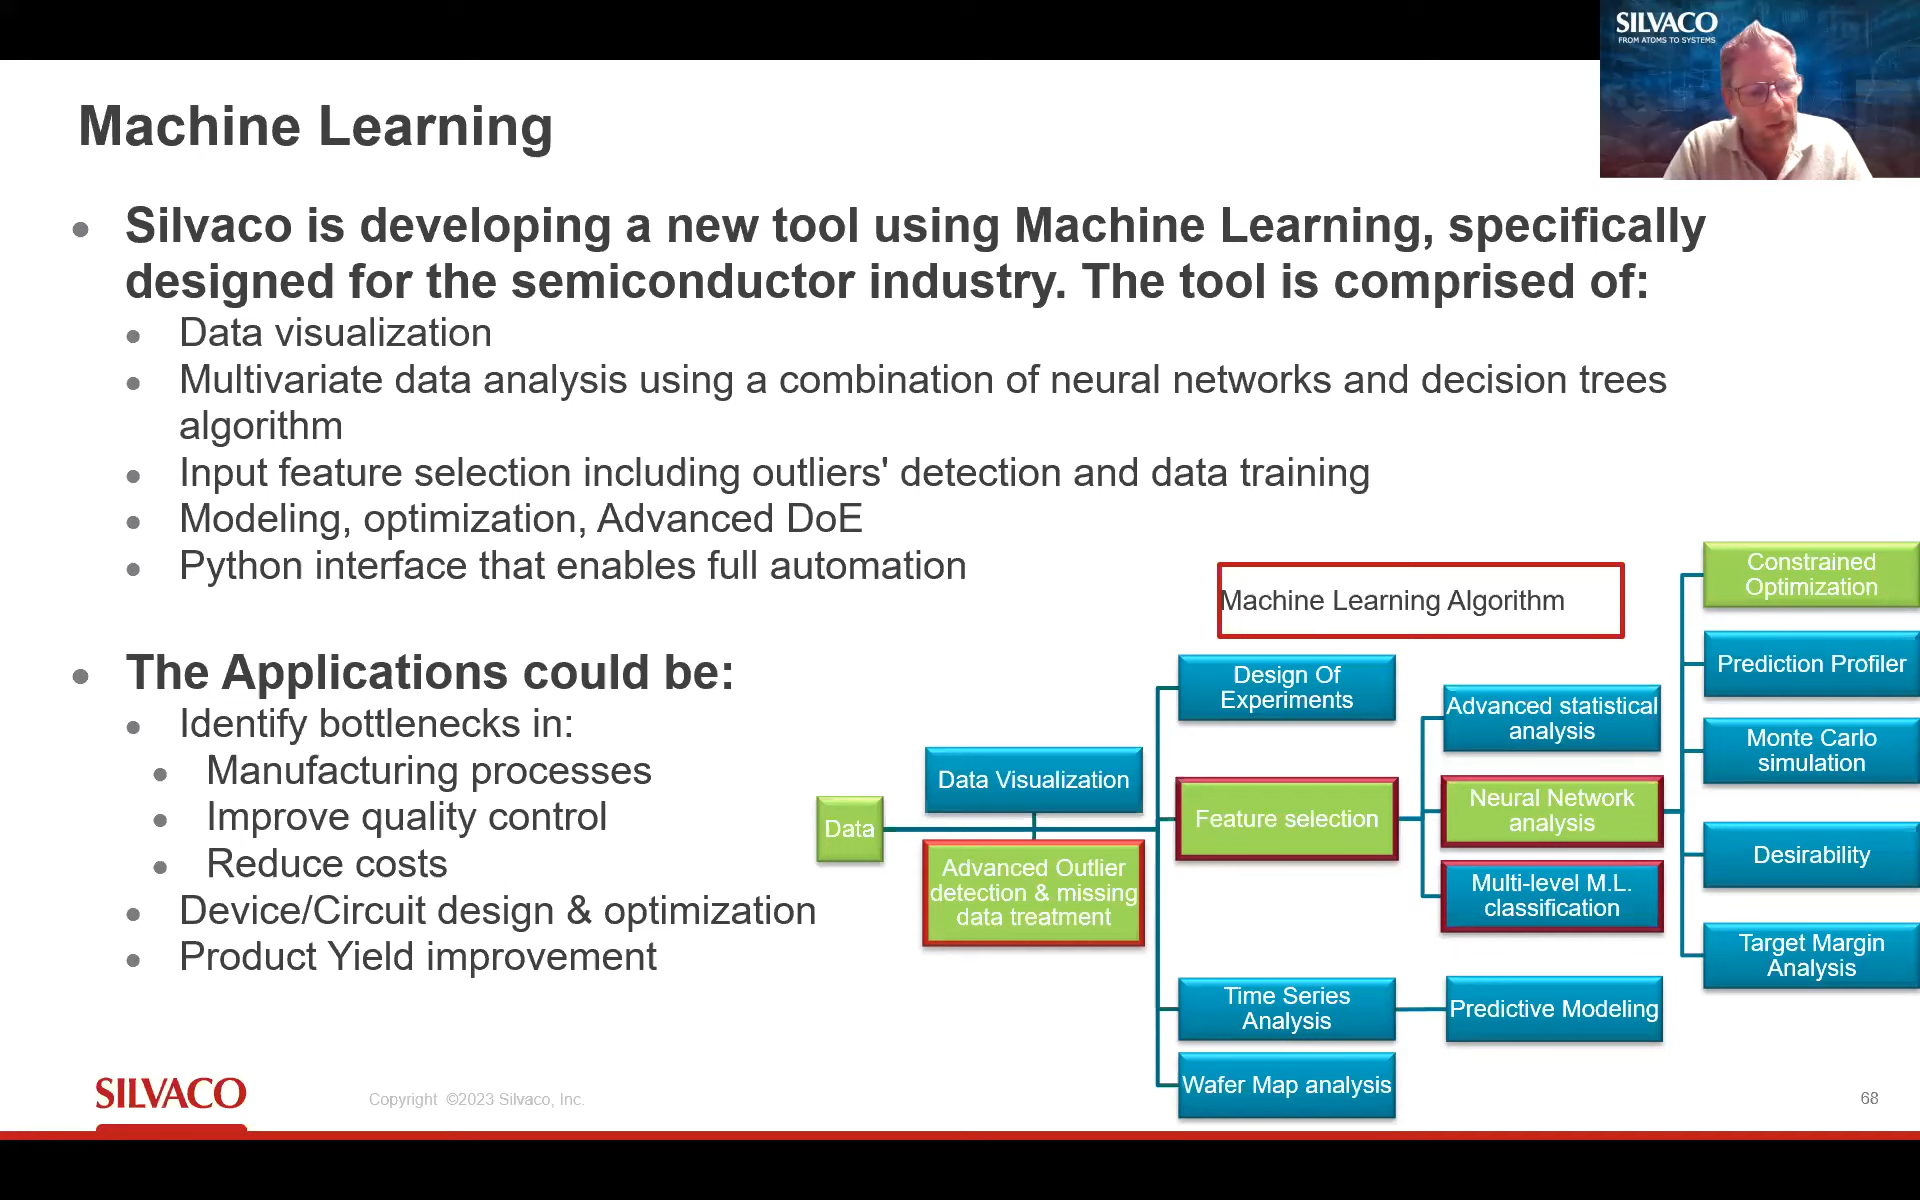 SILVACO
FROM ATOMS TO SYSTEMS
Machine Learning
Silvaco is developing a new tool using Machine Learning, specifically
designed for the semiconductor industry. The tool is comprised of:
Data visualization
Multivariate data analysis using a combination of neural networks and decision trees
algorithm
Input feature selection including outliers' detection and data training
Modeling, optimization, Advanced DoE
Python interface that enables full automation
The Applications could be:
Identify bottlenecks in:
Manufacturing processes
Improve quality control
Reduce costs
Device/Circuit design & optimization
Product Yield improvement
Machine Learning Algorithm
Data
Data Visualization
Advanced Outlier
detection & missing
data treatment
Design Of
Experiments
Feature selection
Time Series
Analysis
Wafer Map analysis
Advanced statistical
analysis
Neural Network
analysis
Multi-level M.L.
classification
Predictive Modeling
Constrained
Optimization
Prediction Profiler
Monte Carlo
simulation
Desirability
Target Margin
Analysis
SILVACO
Copyright ©2023 Silvaco, Inc.
68